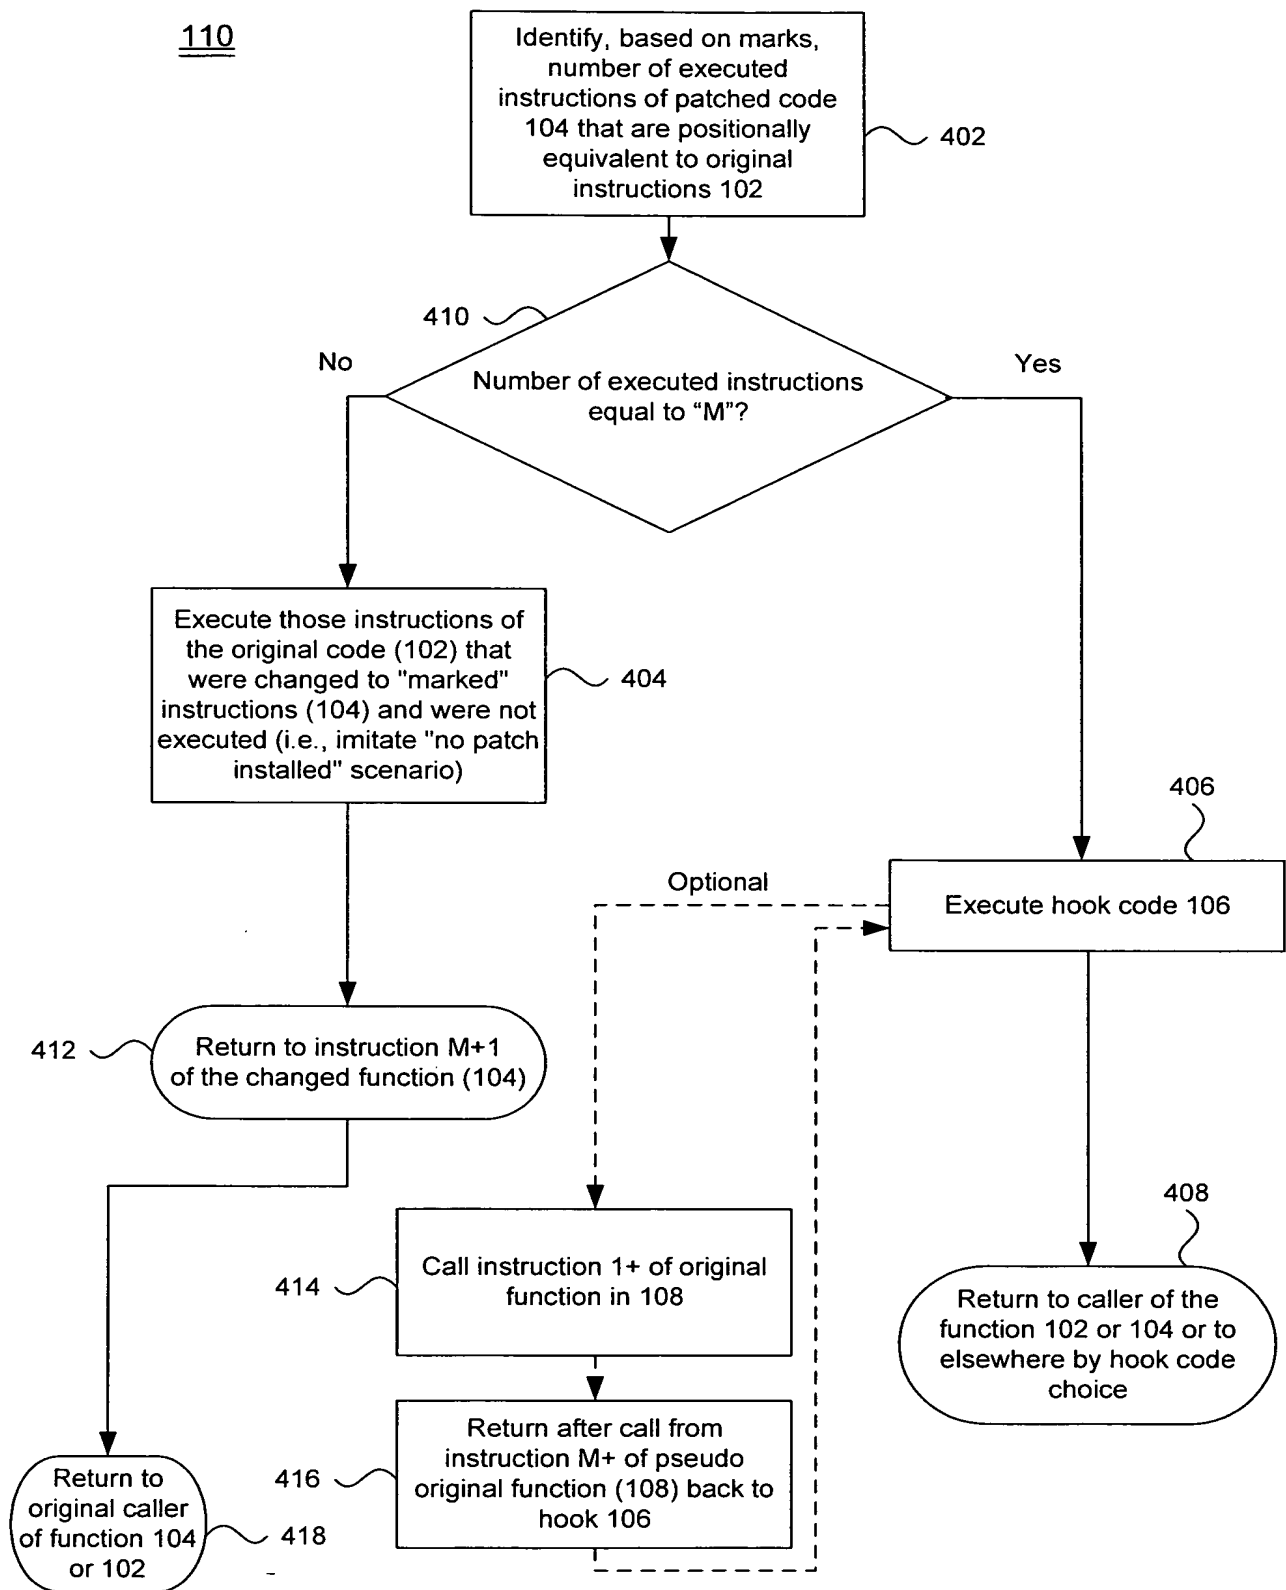 110
Identify, based on marks,
number of executed
instructions of patched code
104 that are positionally
equivalent to original
instructions 102
402
410
No
Yes
Number of executed instructions
equal to “M”?
Execute those instructions of
the original code (102) that
were changed to "marked"
instructions (104) and were not
executed (i.e., imitate "no patch
installed" scenario)
404
406
Optional
Execute hook code 106
412
Return to instruction M+1
of the changed function (104)
408
414
Call instruction 1+ of original
function in 108
Return to caller of the
function 102 or 104 or to
elsewhere by hook code
choice
416
Return after call from
instruction M+ of pseudo
original function (108) back to
hook 106
Return to
original caller
of function 104
or 102
418